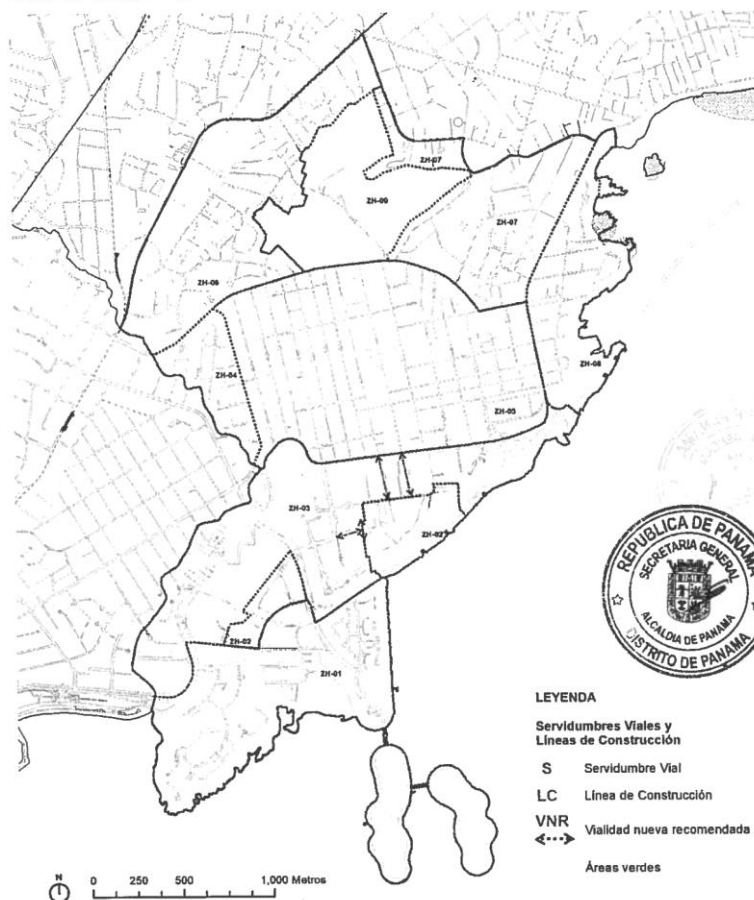 ZH-07
ZH-09
ZH-07
ZH-06
ZH-04
ZH-08
ZH-05
ZH-03
ZH-02
ZH-02
ZH-01
REPUBLICA DE PANAMA
SECRETARIA GENERAL
ALCALDIA DE PANAMA
DISTRITO DE PANAMA
LEYENDA
Servidumbres Viales y
Líneas de Construcción
S Servidumbre Vial
LC Línea de Construcción
VNR Vialidad nueva recomendada
Áreas verdes
N
0 250 500 1,000 Metros